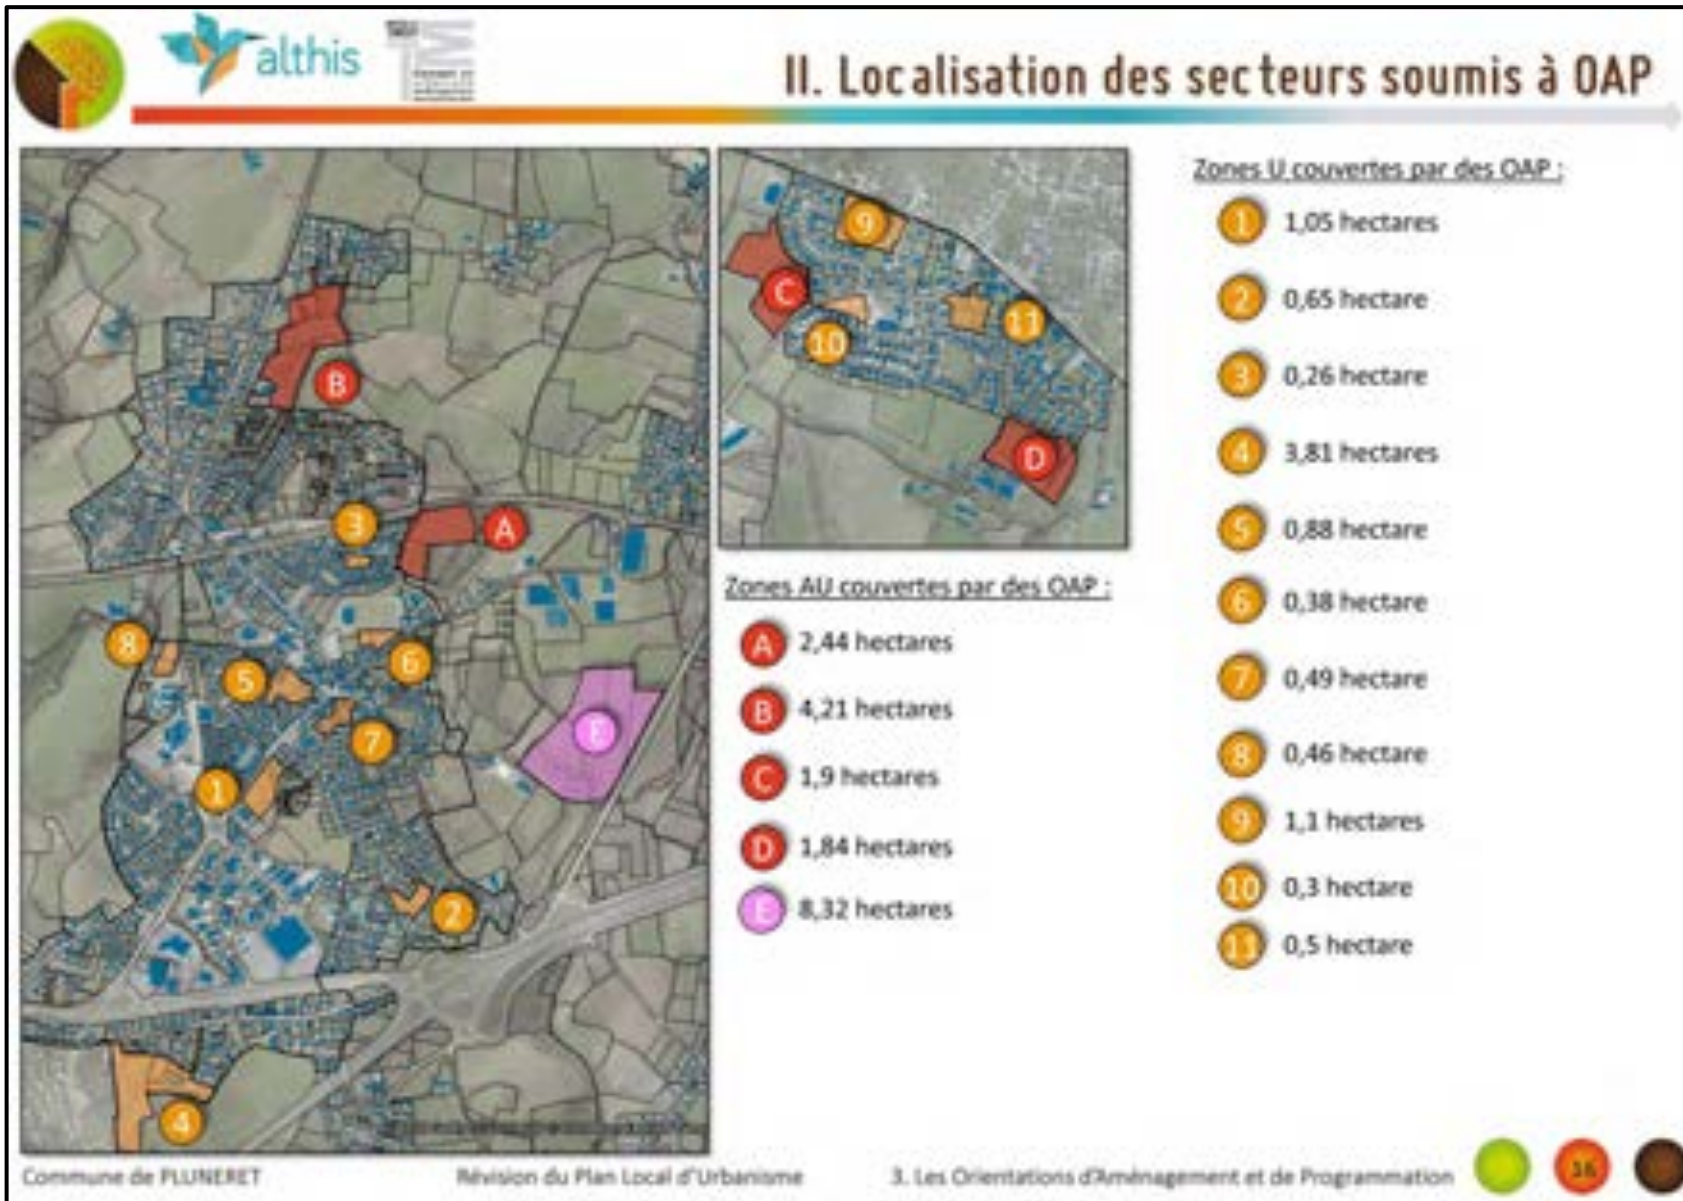 althis
II. Localisation des secteurs soumis à OAP
B
A
3
8
5
6
7
E
1
2
4
9
C
10
11
D
Zones AU couvertes par des OAP :
A 2,44 hectares
B 4,21 hectares
C 1,9 hectares
D 1,84 hectares
E 8,32 hectares
Zones U couvertes par des OAP :
1 1,05 hectares
2 0,65 hectare
3 0,26 hectare
4 3,81 hectares
5 0,88 hectare
6 0,38 hectare
7 0,49 hectare
8 0,46 hectare
9 1,1 hectares
10 0,3 hectare
11 0,5 hectare
Commune de PLUNERET
Révision du Plan Local d'Urbanisme
3. Les Orientations d'Aménagement et de Programmation
16